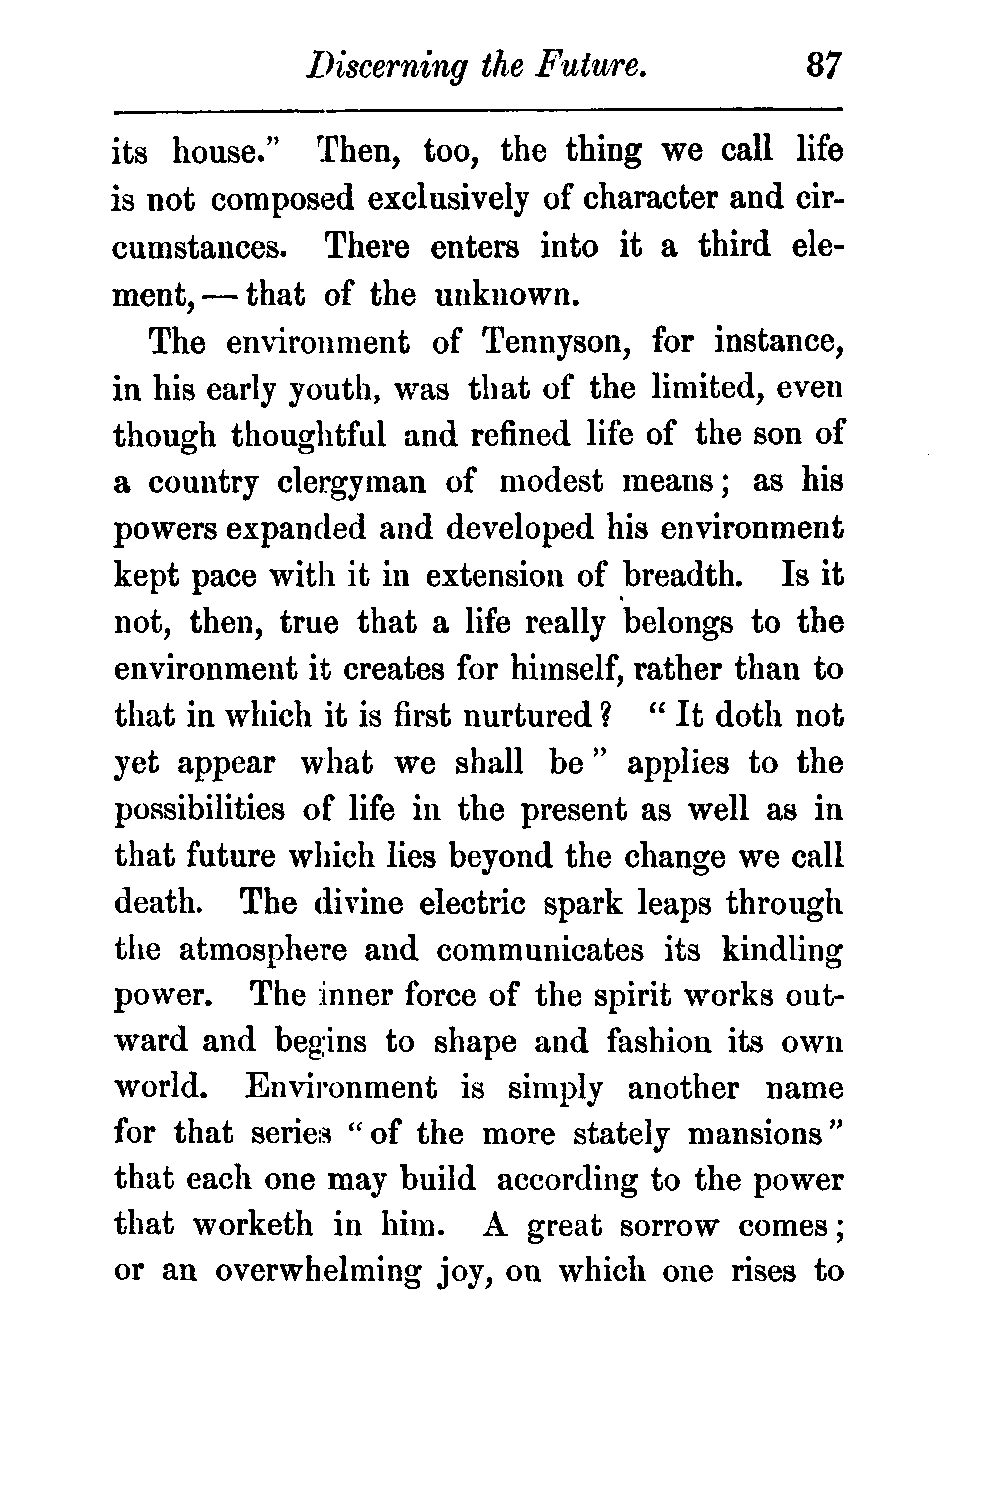 Discerning the Future. 87
its house.” Then, too, the thing we call life
is not composed exclusively of character and cir-
cumstances. There enters into it a third ele-
ment, — that of the unknown.
The environment of Tennyson, for instance,
in his early youth, was that of the limited, even
though thoughtful and refined life of the son of
a country clergyman of modest means; as his
powers expanded and developed his environment
kept pace with it in extension of breadth. Is it
not, then, true that a life really belongs to the
environment it creates for himself, rather than to
that in which it is first nurtured? “It doth not
yet appear what we shall be” applies to the
possibilities of life in the present as well as in
that future which lies beyond the change we call
death. The divine electric spark leaps through
the atmosphere and communicates its kindling
power. The inner force of the spirit works out-
ward and begins to shape and fashion its own
world. Environment is simply another name
for that series “of the more stately mansions”
that each one may build according to the power
that worketh in him. A great sorrow comes;
or an overwhelming joy, on which one rises to